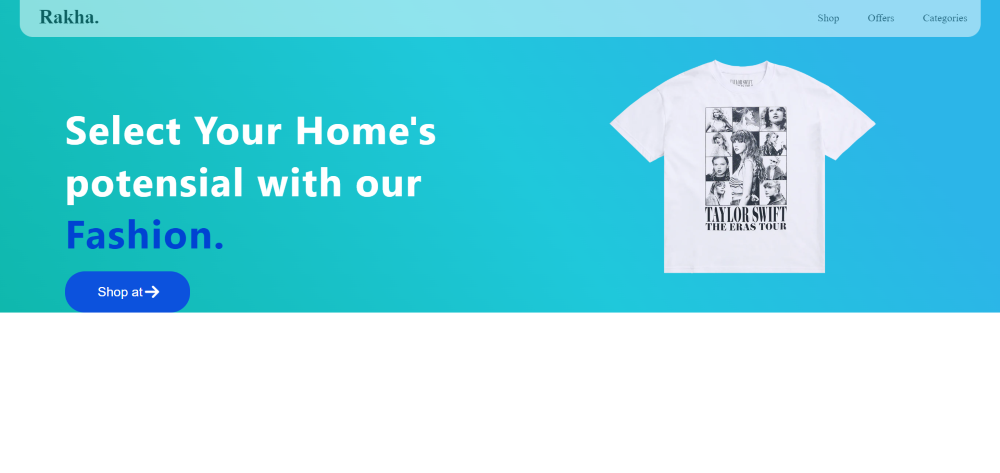 Rakha.
Shop
Offers
Categories
Select Your Home's
potensial with our
Fashion.
Shop at
TAYLOR SWIFT
THE ERAS TOUR